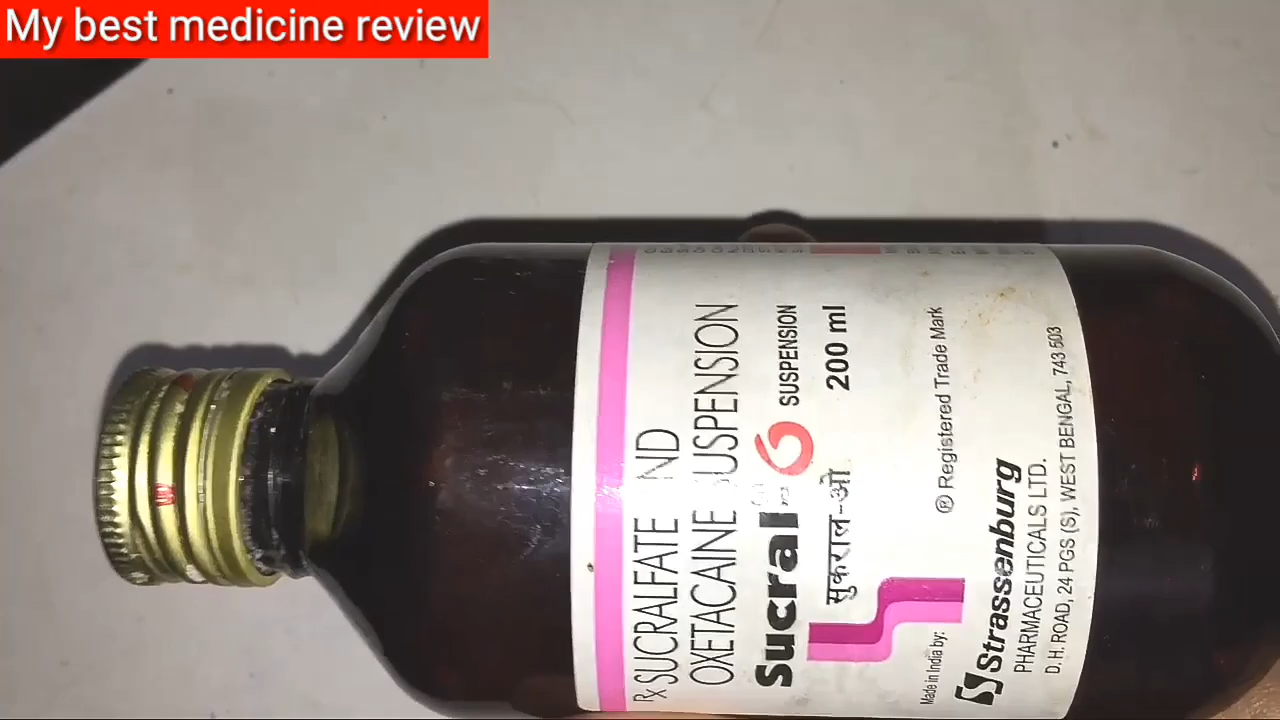 My best medicine review
Rx SUCRALFATE ND
OXETACAINE SUSPENSION
Sucral SUSPENSION
सुकराल-ओ 200 ml
® Registered Trade Mark
Made in India by:
Strassenburg
PHARMACEUTICALS LTD.
D. H. ROAD, 24 PGS (S), WEST BENGAL, 743 503